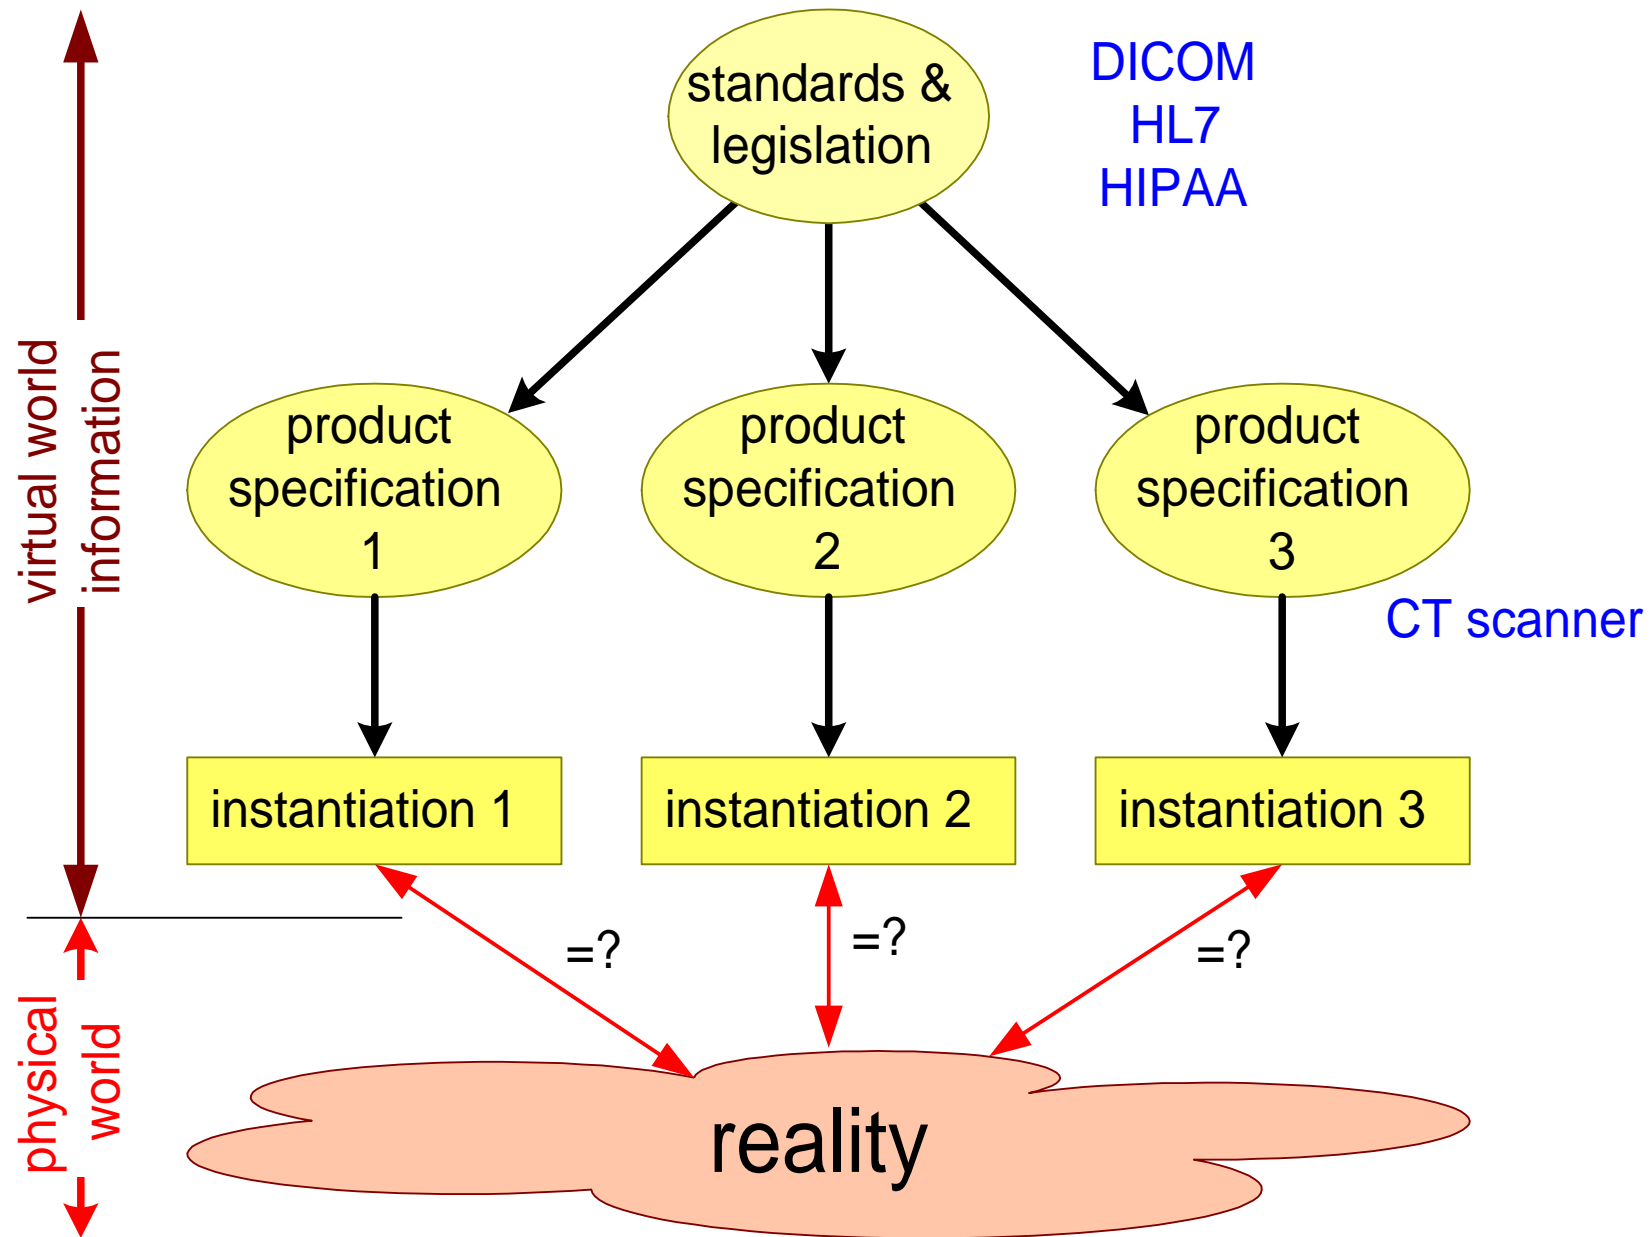 standards &
legislation
DICOM
HL7
HIPAA
virtual world
information
product
specification
1
product
specification
2
product
specification
3
CT scanner
instantiation 1
instantiation 2
instantiation 3
=?
=?
=?
physical
world
reality